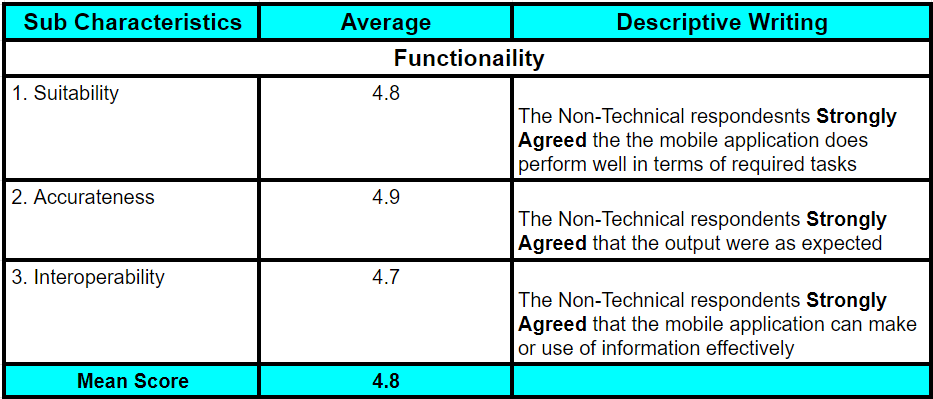 Sub Characteristics Average Descriptive Writing
Functionaility
1. Suitability 4.8
The Non-Technical respondesnts Strongly
Agreed the the mobile application does
perform well in terms of required tasks
2. Accurateness 4.9
The Non-Technical respondents Strongly
Agreed that the output were as expected
3. Interoperability 4.7
The Non-Technical respondents Strongly
Agreed that the mobile application can make
or use of information effectively
Mean Score 4.8